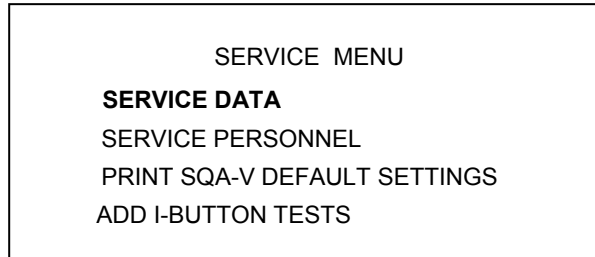 SERVICE MENU
SERVICE DATA
SERVICE PERSONNEL
PRINT SQA-V DEFAULT SETTINGS
ADD I-BUTTON TESTS